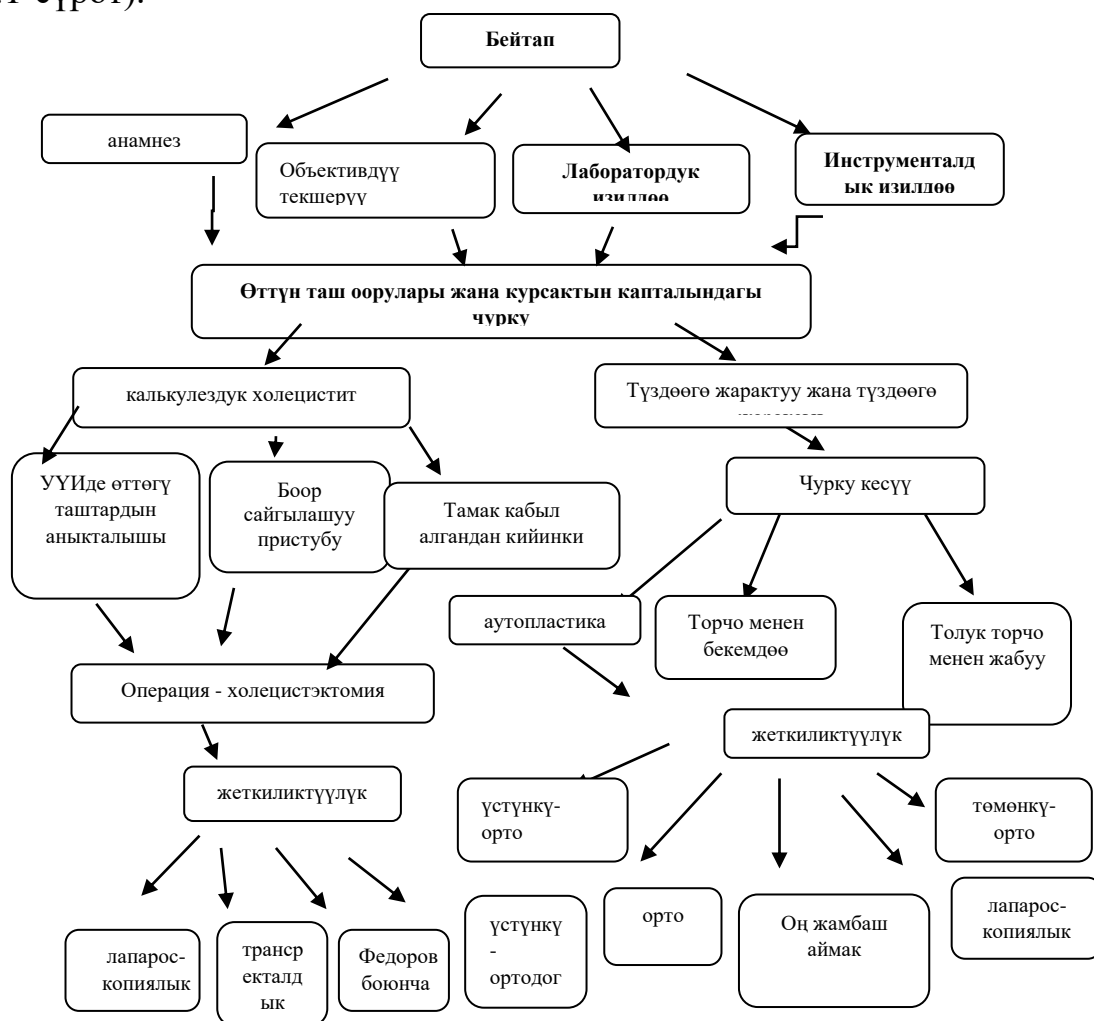 Бейтап
анамнез
Объективдүү
текшерүү
Лаборатордук
изилдөө
Инструменталд
ык изилдөө
Өттүн таш оорулары жана курсактын капталындагы
чурку
калькулездук холецистит
Түздөөгө жарактуу жана түздөөгө
УҮИде өттөгү
таштардын
аныкталышы
Боор
сайгылашуу
пристубу
Тамак кабыл
алгандан кийинки
Чурку кесүү
аутопластика
Торчо менен
бекемдөө
Толук торчо
менен жабуу
Операция - холецистэктомия
жеткиликтүүлүк
жеткиликтүүлүк
үстүнкү-
орто
төмөнкү-
орто
лапарос-
копиялык
транср
екталд
ык
Федоров
боюнча
үстүнкү
-
ортодог
орто
Оң жамбаш
аймак
лапарос-
копиялык